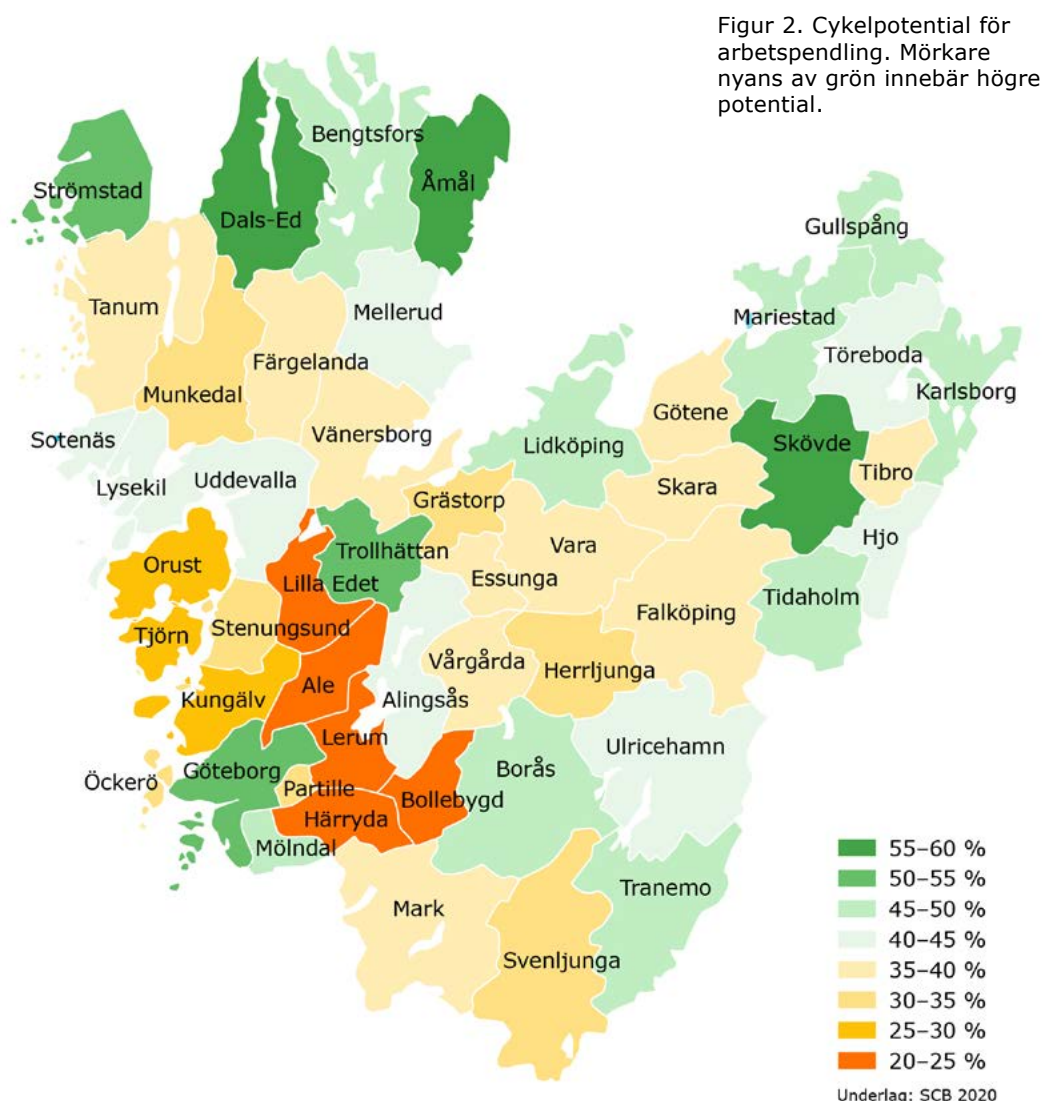 Figur 2. Cykelpotential för
arbetspendling. Mörkare
nyans av grön innebär högre
potential.
Bengtsfors
Åmål
Strömstad
Dals-Ed
Gullspång
Tanum
Mellerud
Mariestad
Töreboda
Färgelanda
Munkedal
Karlsborg
Götene
Vänersborg
Sotenäs
Lidköping
Skövde
Tibro
Uddevalla
Lysekil
Skara
Grästorp
Hjo
Trollhättan
Vara
Orust
Essunga
Lilla Edet
Tidaholm
Falköping
Stenungsund
Tjörn
Vårgårda
Herrljunga
Ale
Kungälv
Alingsås
Lerum
Ulricehamn
Göteborg
Borås
Öckerö
Partille
Bollebygd
Härryda
Mölndal
Tranemo
Mark
Svenljunga
55–60 %
50–55 %
45–50 %
40–45 %
35–40 %
30–35 %
25–30 %
20–25 %
Underlag: SCB 2020